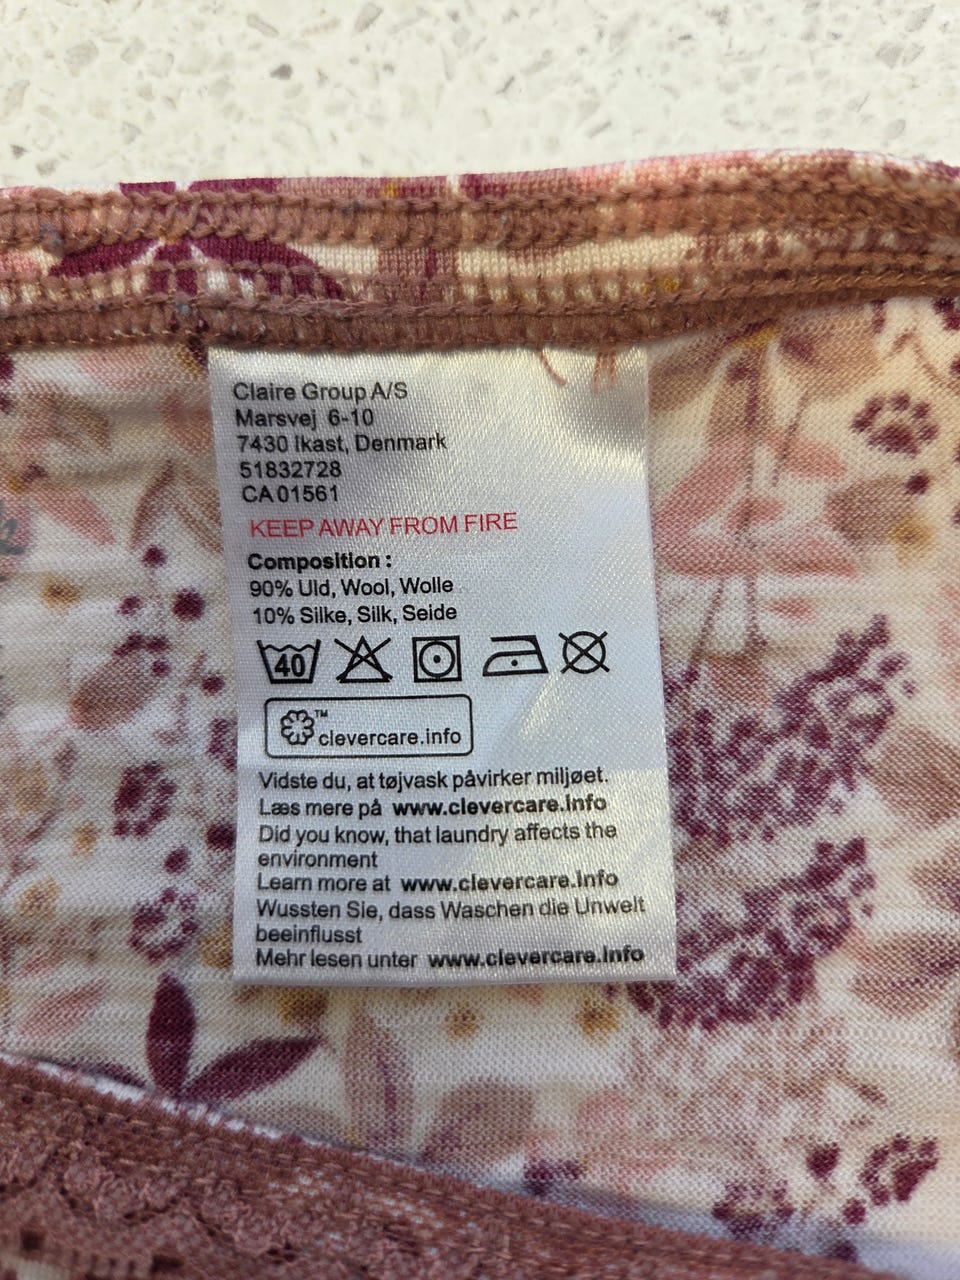 Claire Group A/S
Marsvej 6-10
7430 Ikast, Denmark
51832728
CA 01561
KEEP AWAY FROM FIRE
Composition :
90% Uld, Wool, Wolle
10% Silke, Silk, Seide
40
™
clevercare.info
Vidste du, at tøjvask påvirker miljøet.
Læs mere på www.clevercare.info
Did you know, that laundry affects the
environment
Learn more at www.clevercare.info
Wussten Sie, dass Waschen die Unwelt
beeinflusst
Mehr lesen unter www.clevercare.info